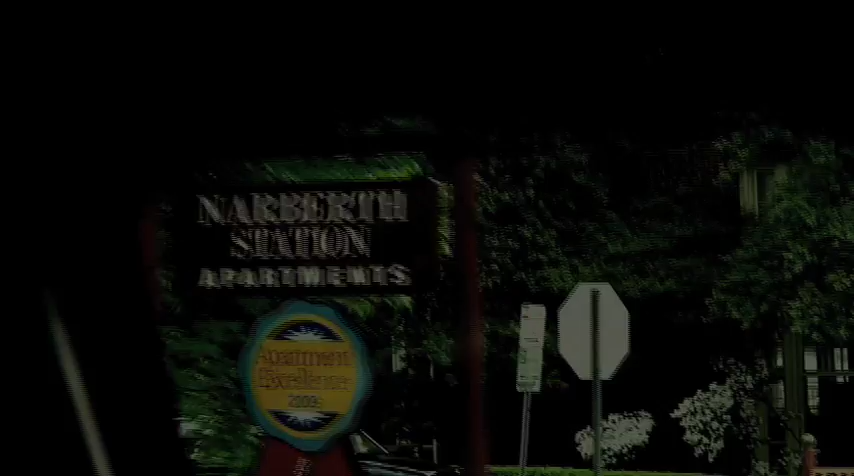 NARBERTH
STATION
APARTMENTS
Apartment
Excellence
2009